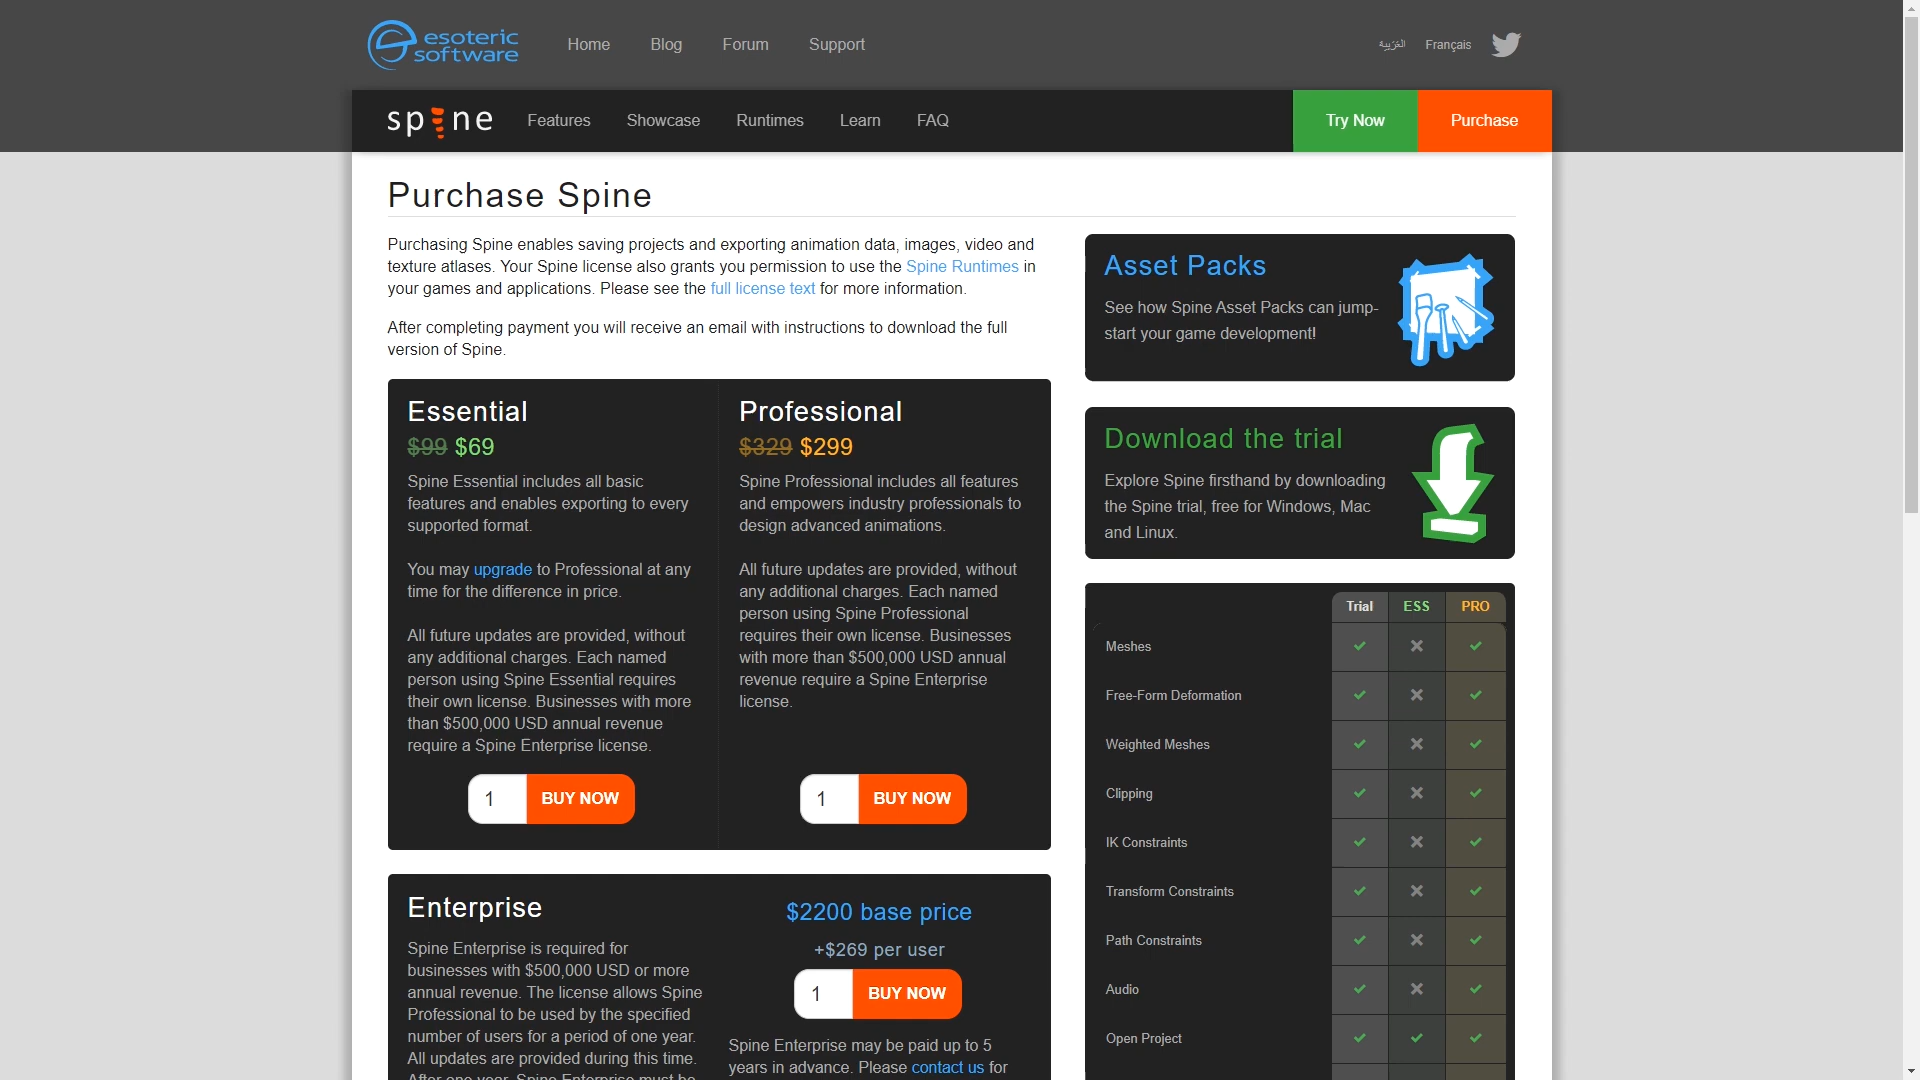 esoteric software
Home
Blog
Forum
Support
العَرَبِية
Français
spine
Features
Showcase
Runtimes
Learn
FAQ
Try Now
Purchase
Purchase Spine
Purchasing Spine enables saving projects and exporting animation data, images, video and
texture atlases. Your Spine license also grants you permission to use the Spine Runtimes in
your games and applications. Please see the full license text for more information.
After completing payment you will receive an email with instructions to download the full
version of Spine.
Essential
$99 $69
Spine Essential includes all basic
features and enables exporting to every
supported format.
You may upgrade to Professional at any
time for the difference in price.
All future updates are provided, without
any additional charges. Each named
person using Spine Essential requires
their own license. Businesses with more
than $500,000 USD annual revenue
require a Spine Enterprise license.
1
BUY NOW
Professional
$329 $299
Spine Professional includes all features
and empowers industry professionals to
design advanced animations.
All future updates are provided, without
any additional charges. Each named
person using Spine Professional
requires their own license. Businesses
with more than $500,000 USD annual
revenue require a Spine Enterprise
license.
1
BUY NOW
Enterprise
Spine Enterprise is required for
businesses with $500,000 USD or more
annual revenue. The license allows Spine
Professional to be used by the specified
number of users for a period of one year.
All updates are provided during this time.
After one year, Spine Enterprise must be
$2200 base price
+$269 per user
1
BUY NOW
Spine Enterprise may be paid up to 5
years in advance. Please contact us for
Asset Packs
See how Spine Asset Packs can jump-
start your game development!
Download the trial
Explore Spine firsthand by downloading
the Spine trial, free for Windows, Mac
and Linux.
Trial ESS PRO
Meshes
Free-Form Deformation
Weighted Meshes
Clipping
IK Constraints
Transform Constraints
Path Constraints
Audio
Open Project